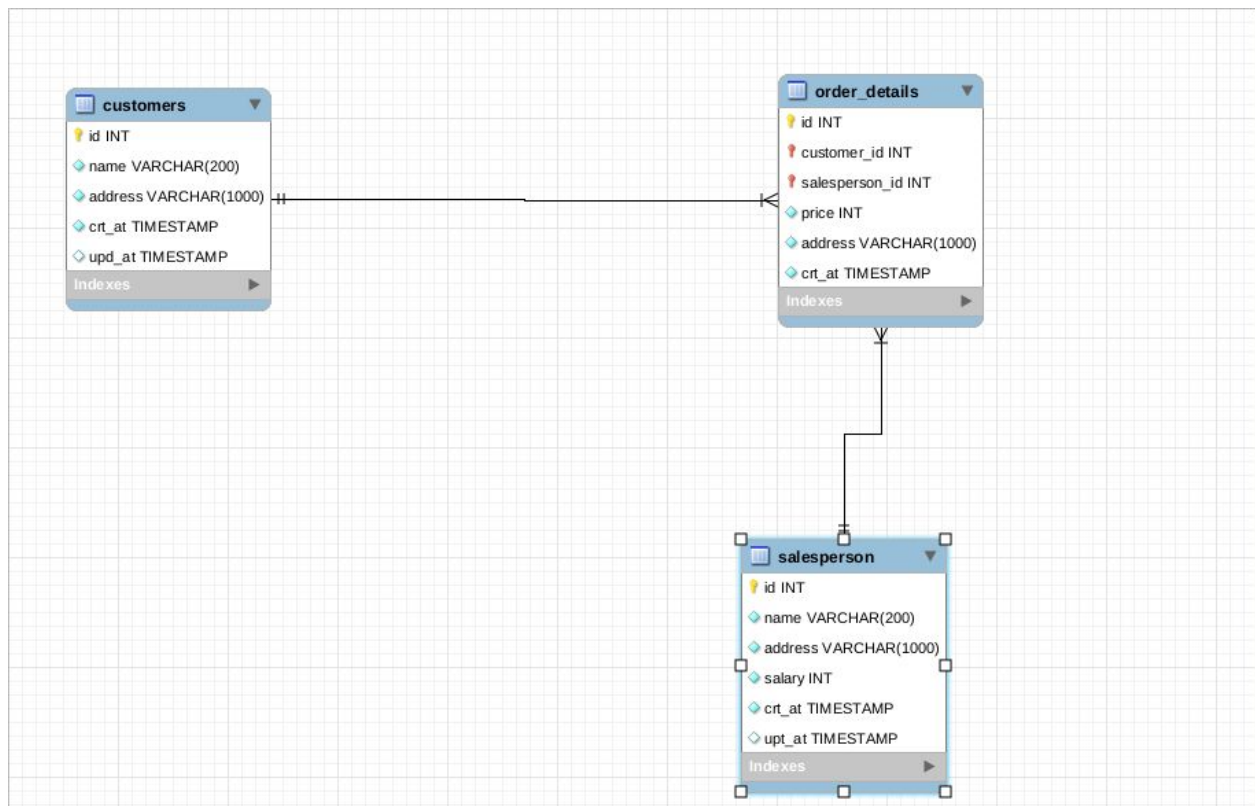 customers
id INT
name VARCHAR(200)
address VARCHAR(1000)
crt_at TIMESTAMP
upd_at TIMESTAMP
Indexes
order_details
id INT
customer_id INT
salesperson_id INT
price INT
address VARCHAR(1000)
crt_at TIMESTAMP
Indexes
salesperson
id INT
name VARCHAR(200)
address VARCHAR(1000)
salary INT
crt_at TIMESTAMP
upt_at TIMESTAMP
Indexes